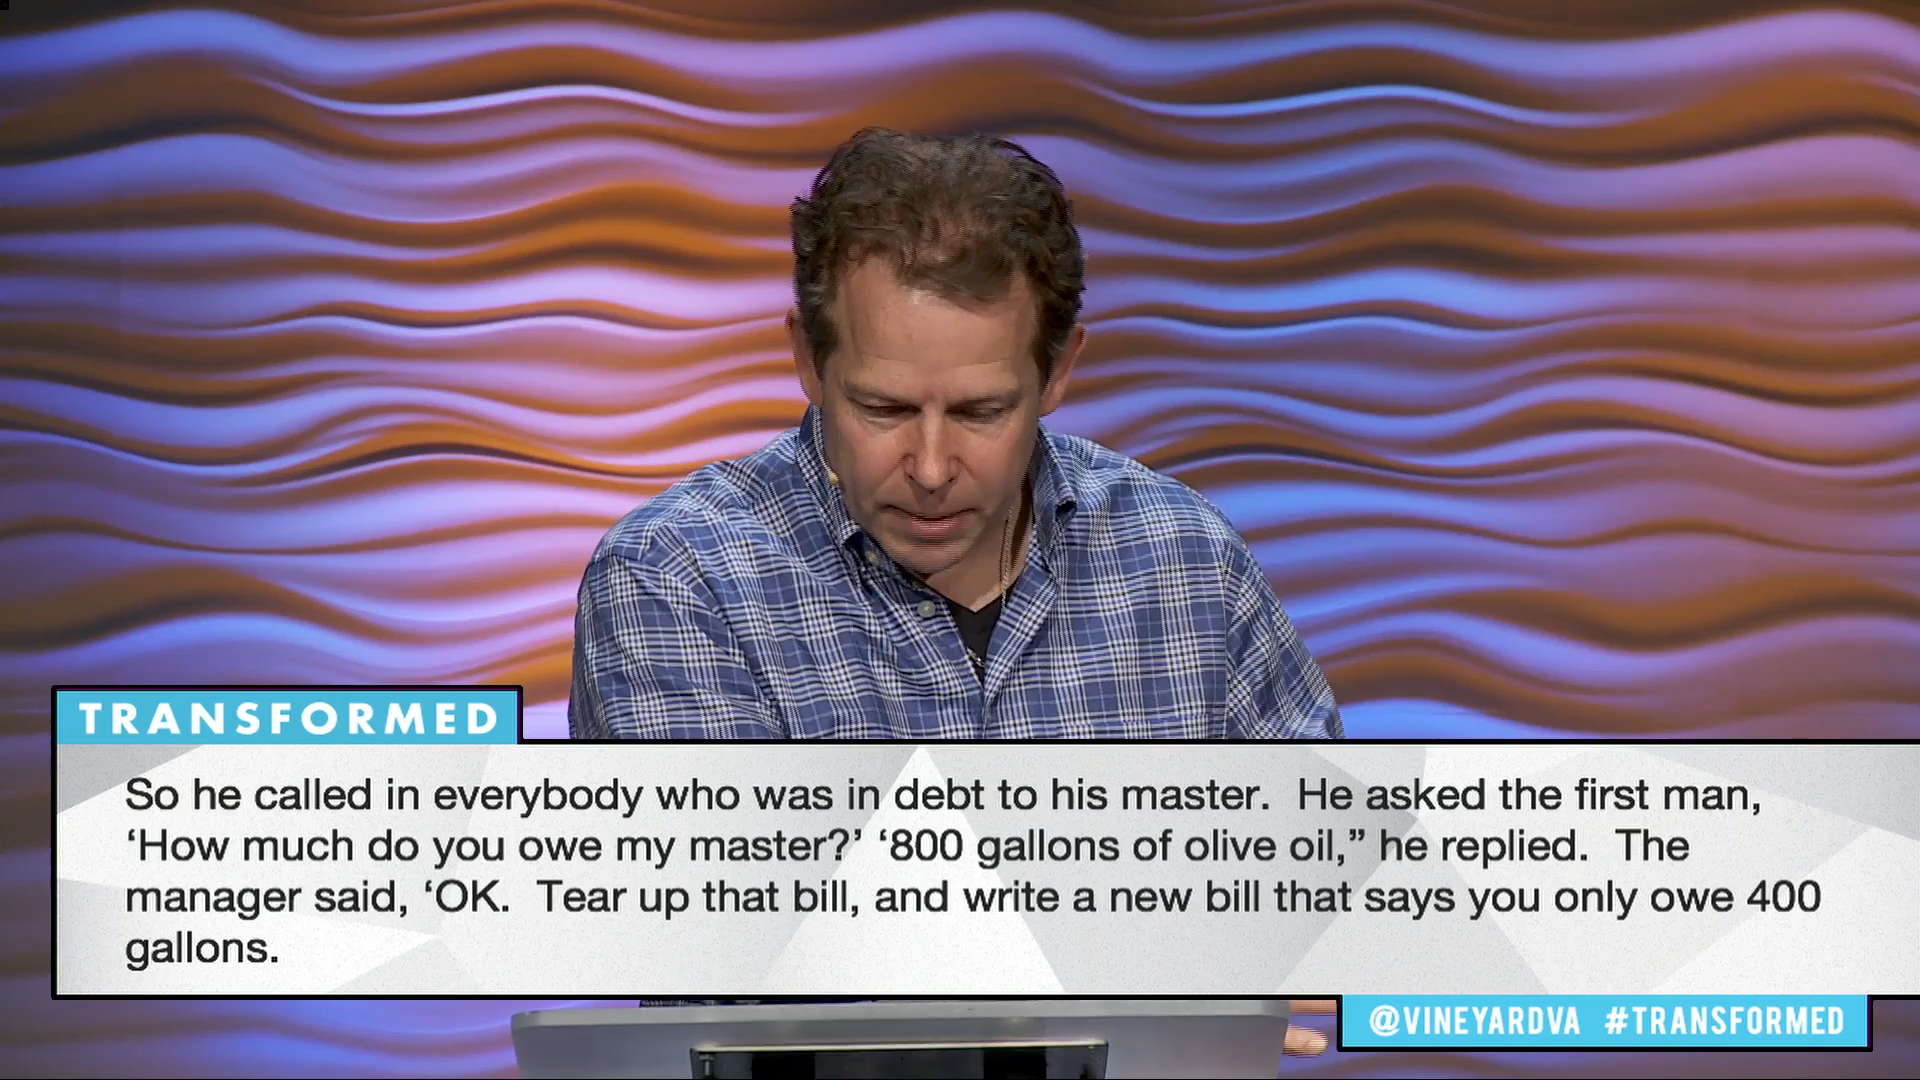 TRANSFORMED
So he called in everybody who was in debt to his master.  He asked the first man,
‘How much do you owe my master?’ ‘800 gallons of olive oil,” he replied.  The
manager said, ‘OK.  Tear up that bill, and write a new bill that says you only owe 400
gallons.
@VINEYARDVA #TRANSFORMED